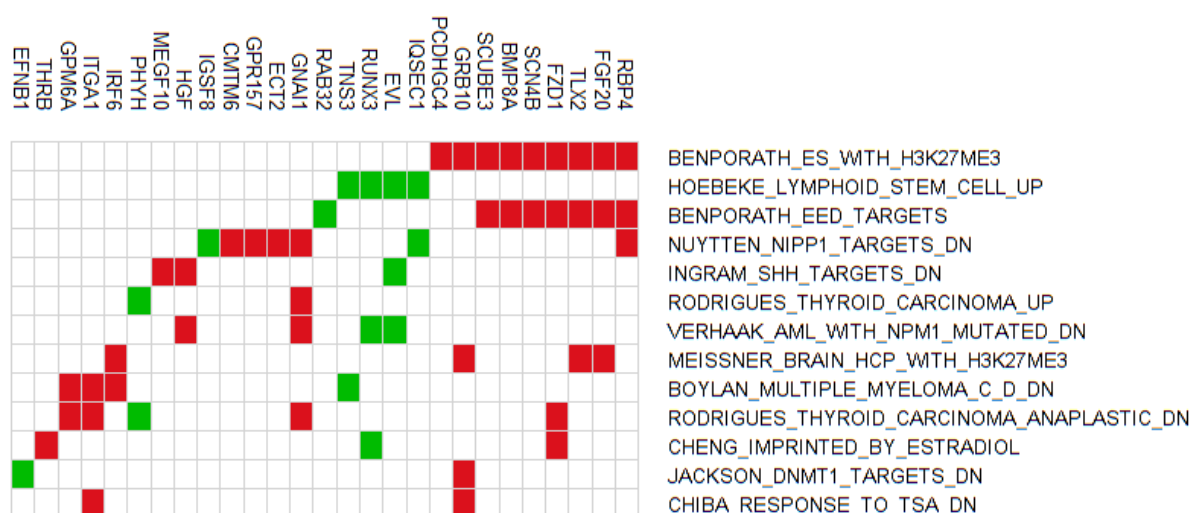 EFNB1
THRB
GPM6A
ITGA1
IRF6
PHYH
MEGF10
HGF
IGSF8
CMTM6
GPR157
ECT2
GNAI1
RAB32
TNS3
RUNX3
EVL
IQSEC1
PCDHGC4
GRB10
SCUBE3
BMP8A
SCN4B
FZD1
TLX2
FGF20
RBP4
BENPORATH_ES_WITH_H3K27ME3
HOEBEKE_LYMPHOID_STEM_CELL_UP
BENPORATH_EED_TARGETS
NUYTTEN_NIPP1_TARGETS_DN
INGRAM_SHH_TARGETS_DN
RODRIGUES_THYROID_CARCINOMA_UP
VERHAAK_AML_WITH_NPM1_MUTATED_DN
MEISSNER_BRAIN_HCP_WITH_H3K27ME3
BOYLAN_MULTIPLE_MYELOMA_C_D_DN
RODRIGUES_THYROID_CARCINOMA_ANAPLASTIC_DN
CHENG_IMPRINTED_BY_ESTRADIOL
JACKSON_DNMT1_TARGETS_DN
CHIBA_RESPONSE_TO_TSA_DN